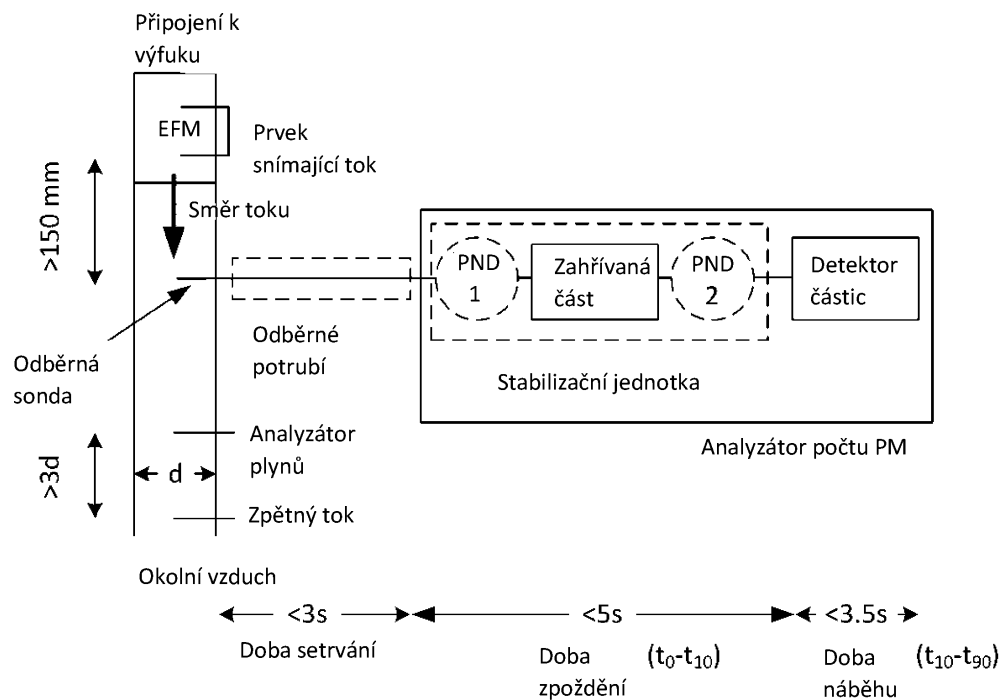 Připojení k
výfuku
EFM
Prvek
snímající tok
>150 mm
Směr toku
PND
1
Zahřívaná
část
PND
2
Detektor
částic
Odběrné
potrubí
Odběrná
sonda
Stabilizační jednotka
Analyzátor
plynů
Analyzátor počtu PM
>3d
d
Zpětný tok
Okolní vzduch
<3s
<5s
<3.5s
Doba setrvání
Doba
zpoždění
(t0-t10)
Doba
náběhu
(t10-t90)